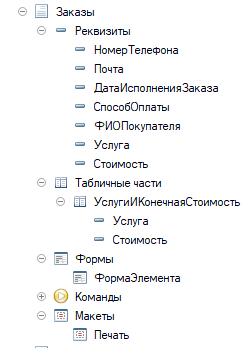 Заказы
Реквизиты
НомерТелефона
Почта
ДатаИсполненияЗаказа
СпособОплаты
ФИОПокупателя
Услуга
Стоимость
Табличные части
УслугиИКонечнаяСтоимость
Услуга
Стоимость
Формы
ФормаЭлемента
Команды
Макеты
Печать